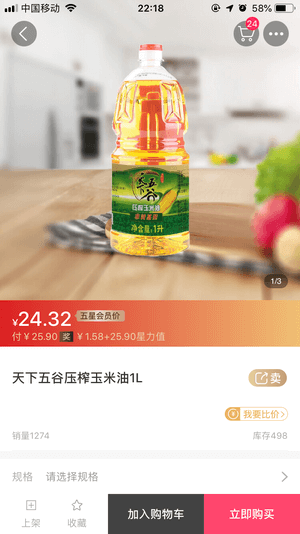 中国移动
22:18
58%
24
天下五谷
压榨玉米油
非转基因
净含量:1升
1/3
¥24.32 五星会员价
付 ¥25.90 奖 ¥1.58+25.90星力值
天下五谷压榨玉米油1L
卖
我要比价>
销量1274
库存498
规格 请选择规格
上架
收藏
加入购物车
立即购买